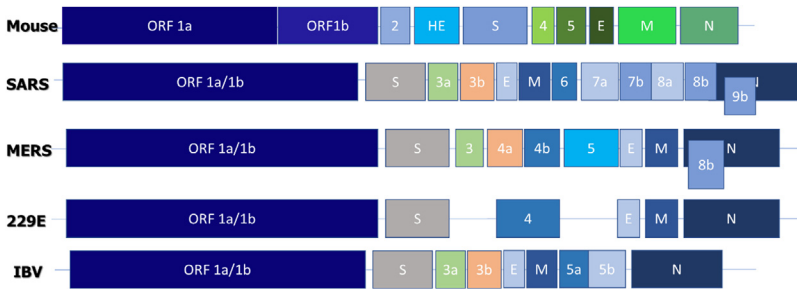 Mouse ORF 1a ORF1b 2 HE S 4 5 E M N
SARS ORF 1a/1b S 3a 3b E M 6 7a 7b 8a 8b N
9b
MERS ORF 1a/1b S 3 4a 4b 5 E M N
8b
229E ORF 1a/1b S 4 E M N
IBV ORF 1a/1b S 3a 3b E M 5a 5b N